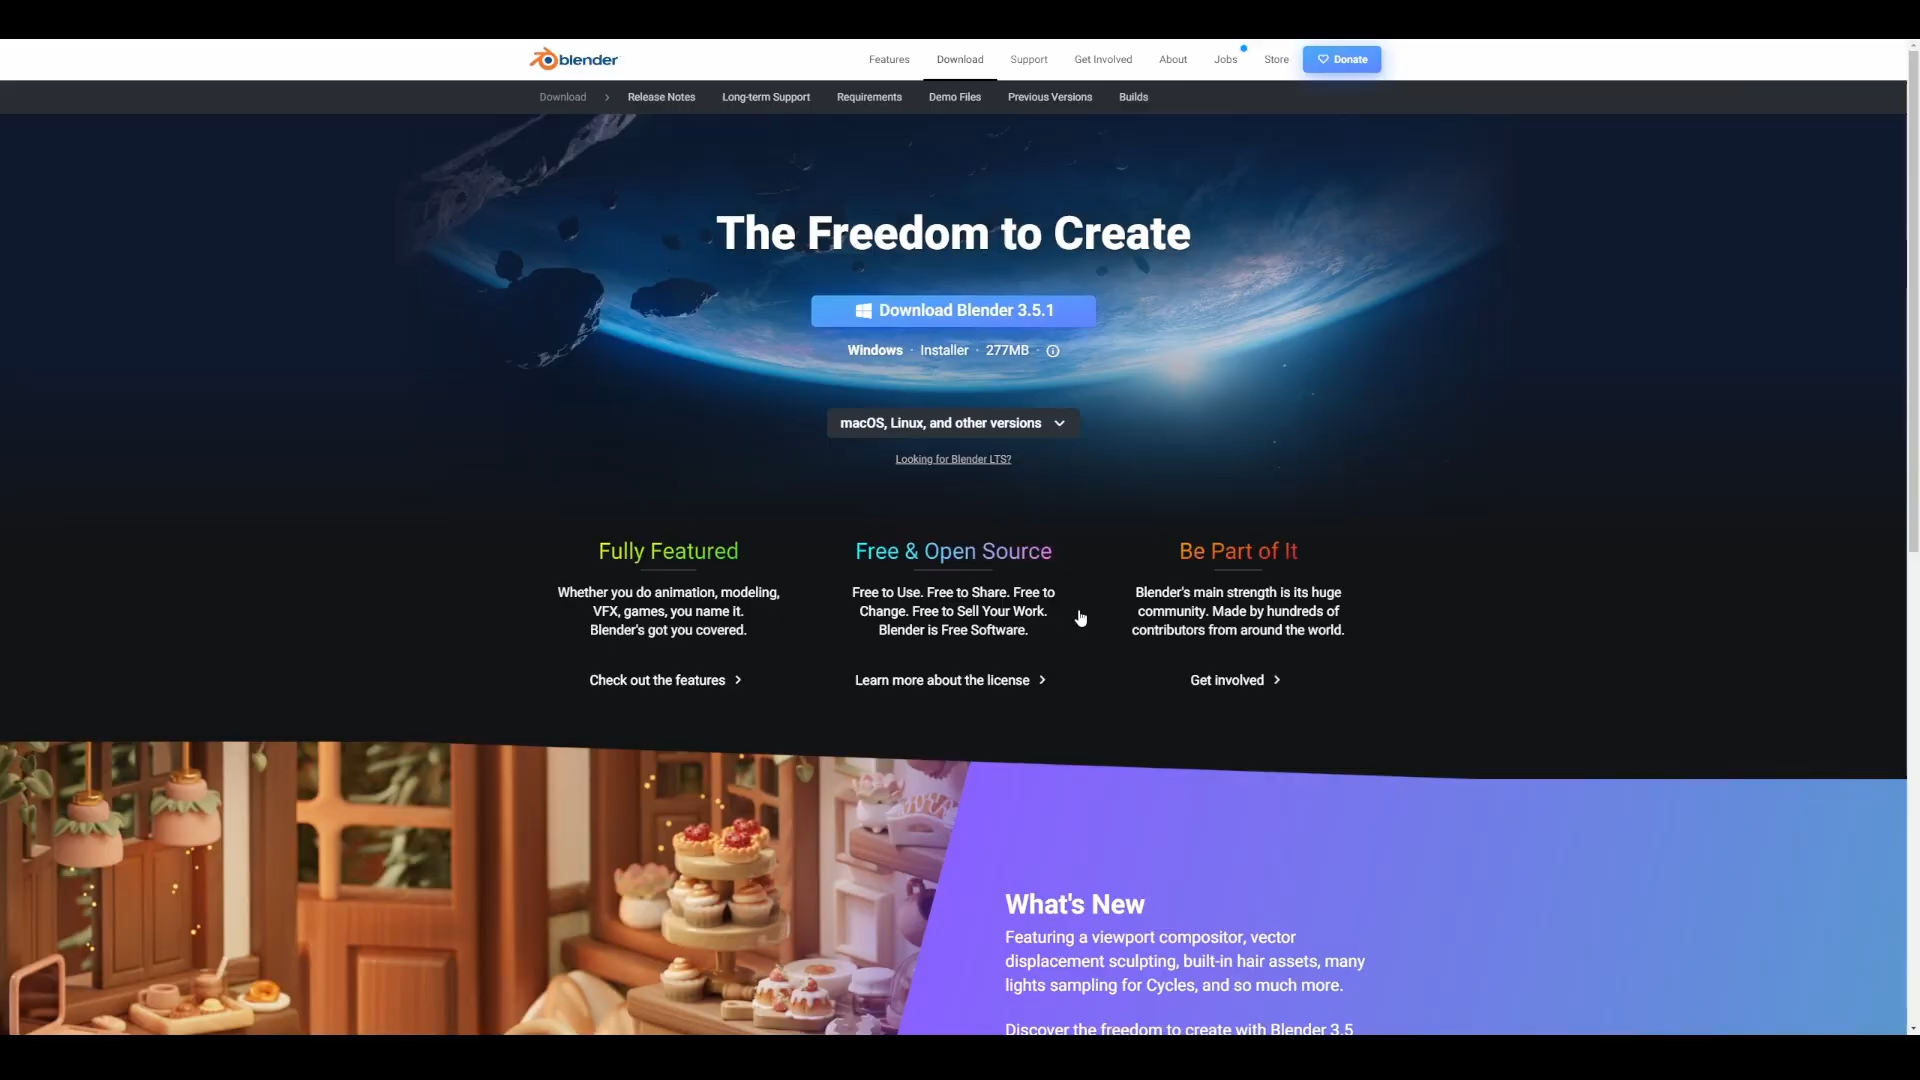 blender
Features
Download
Support
Get Involved
About
Jobs
Store
Donate
Download
Release Notes
Long-term Support
Requirements
Demo Files
Previous Versions
Builds
The Freedom to Create
Download Blender 3.5.1
Windows · Installer · 277MB ·
macOS, Linux, and other versions
Looking for Blender LTS?
Fully Featured
Whether you do animation, modeling,
VFX, games, you name it.
Blender's got you covered.
Check out the features
Free & Open Source
Free to Use. Free to Share. Free to
Change. Free to Sell Your Work.
Blender is Free Software.
Learn more about the license
Be Part of It
Blender's main strength is its huge
community. Made by hundreds of
contributors from around the world.
Get involved
What's New
Featuring a viewport compositor, vector
displacement sculpting, built-in hair assets, many
lights sampling for Cycles, and so much more.
Discover the freedom to create with Blender 3.5